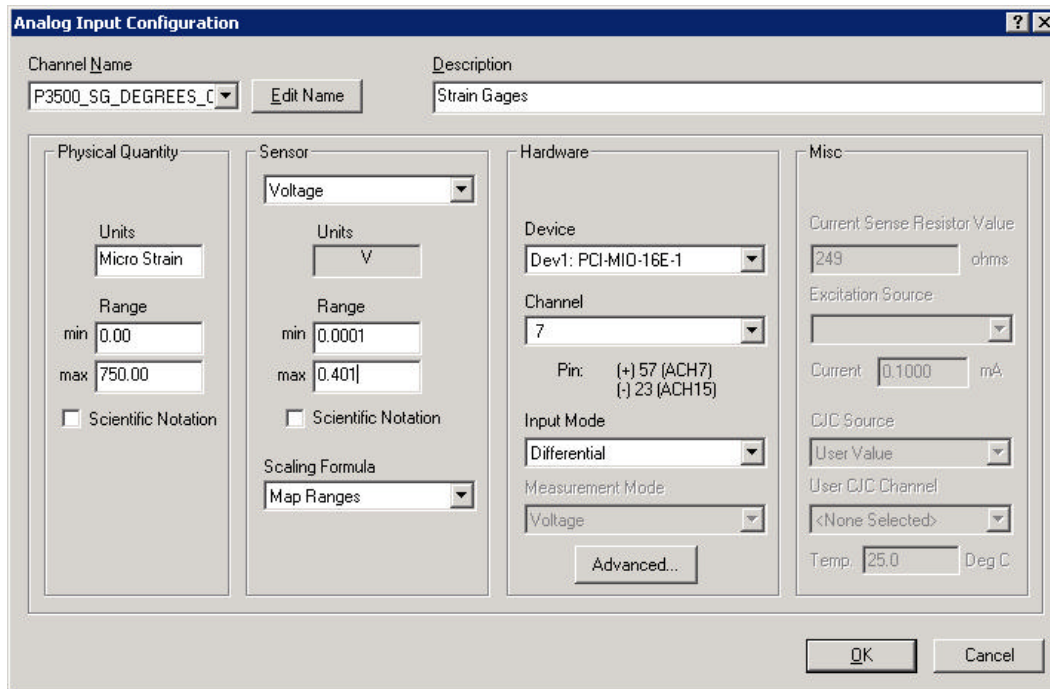 Analog Input Configuration
Channel Name
Description
P3500_SG_DEGREES_C
Edit Name
Strain Gages
Physical Quantity
Units
Micro Strain
Range
min 0.00
max 750.00
Scientific Notation
Sensor
Voltage
Units
V
Range
min 0.0001
max 0.401
Scientific Notation
Scaling Formula
Map Ranges
Hardware
Device
Dev1: PCI-MIO-16E-1
Channel
7
Pin: (+) 57 (ACH7)
(-) 23 (ACH15)
Input Mode
Differential
Measurement Mode
Voltage
Advanced...
Misc
Current Sense Resistor Value
249 ohms
Excitation Source
Current 0.1000 mA
CJC Source
User Value
User CJC Channel
<None Selected>
Temp. 25.0 Deg C
OK
Cancel